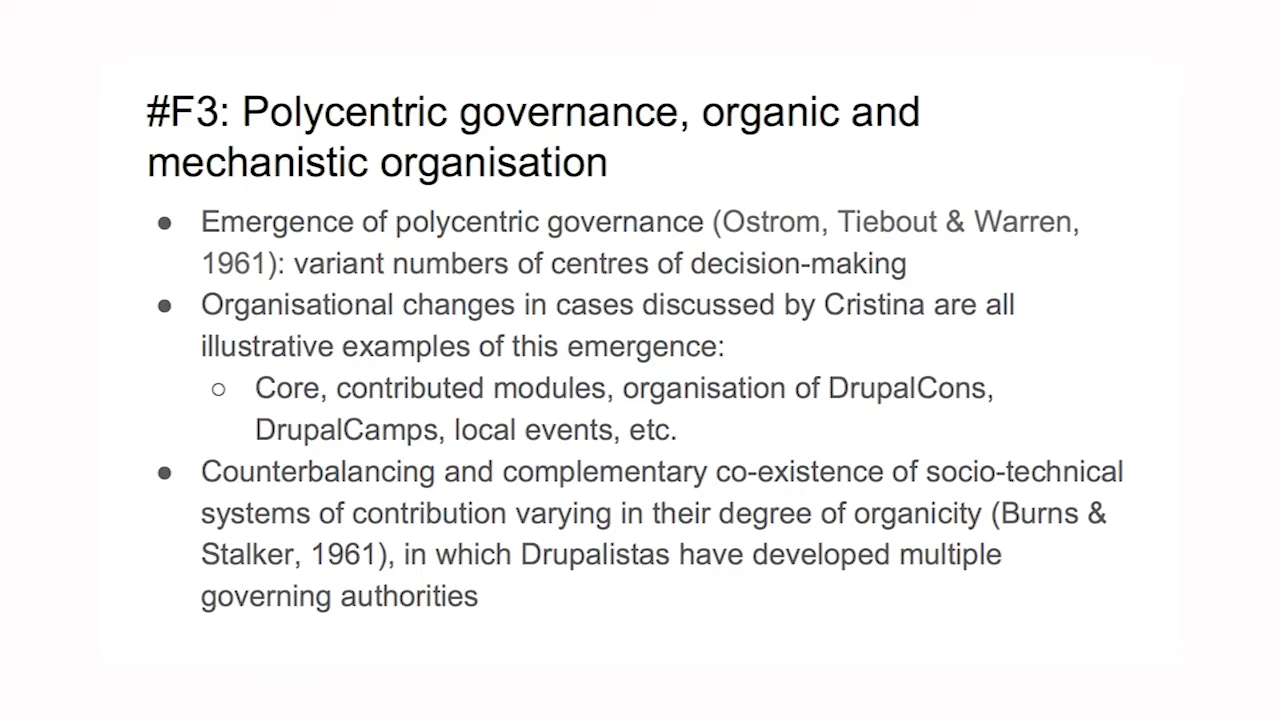 #F3: Polycentric governance, organic and
mechanistic organisation
● Emergence of polycentric governance (Ostrom, Tiebout & Warren,
1961): variant numbers of centres of decision-making
● Organisational changes in cases discussed by Cristina are all
illustrative examples of this emergence:
○ Core, contributed modules, organisation of DrupalCons,
DrupalCamps, local events, etc.
● Counterbalancing and complementary co-existence of socio-technical
systems of contribution varying in their degree of organicity (Burns &
Stalker, 1961), in which Drupalistas have developed multiple
governing authorities